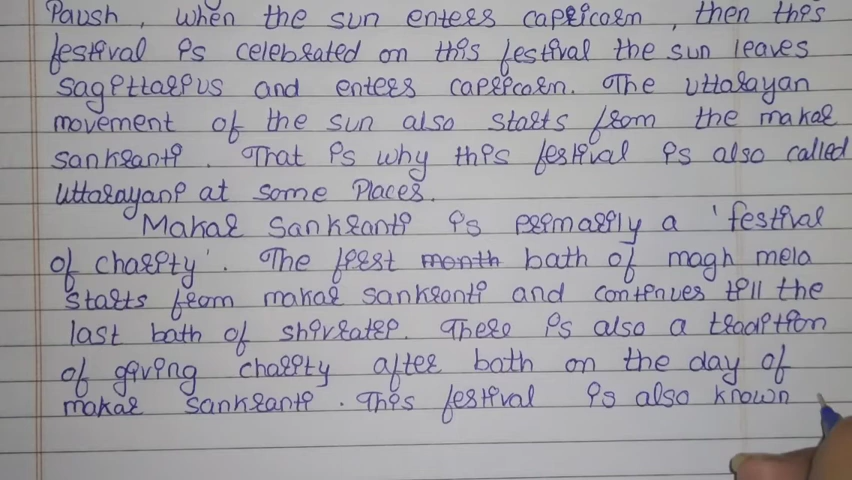 Paush, when the sun enters capricorn, then this
festival is celebrated on this festival the sun leaves
sagittarius and enters capricorn. The Uttarayan
movement of the sun also starts from the makar
sankranti. That is why this festival is also called
Uttarayani at some Places.
Makar Sankranti is primarily a 'festival
of charity'. The first month bath of magh mela
starts from makar sankranti and continues till the
last bath of shivratri. There is also a tradition
of giving charity after bath on the day of
makar sankranti. This festival is also known